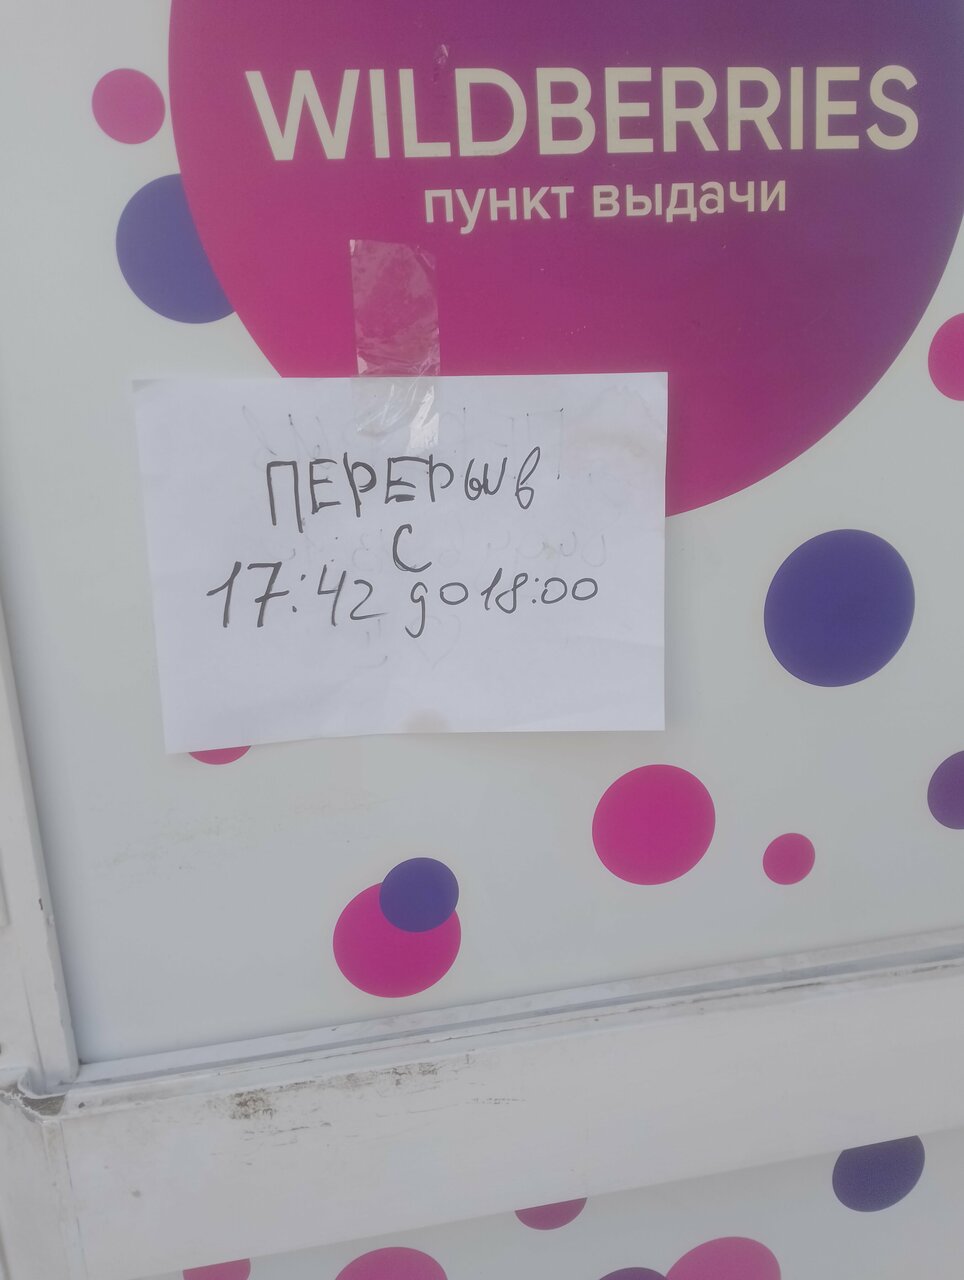 WILDBERRIES
пункт выдачи
ПЕРЕРЫВ
С
17:42 до 18:00